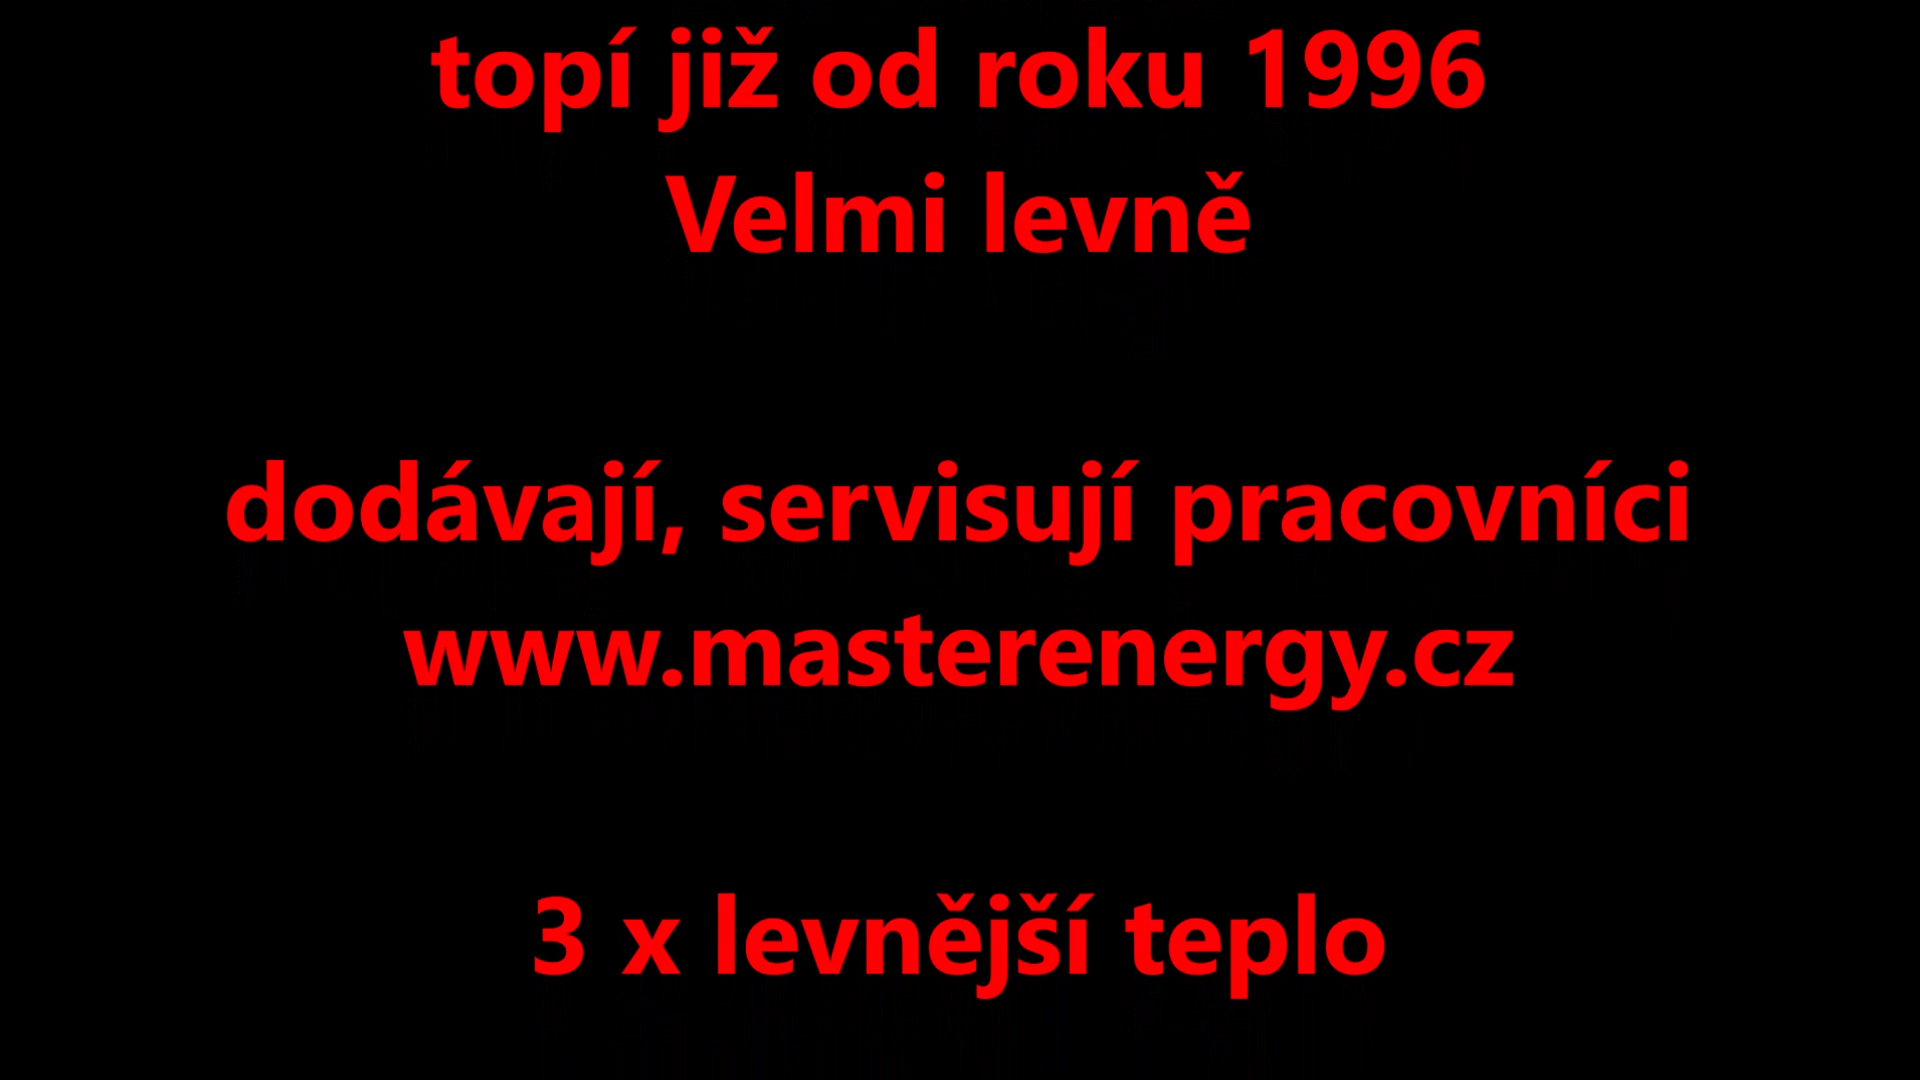 topí již od roku 1996
Velmi levně
dodávají, servisují pracovníci
www.masterenergy.cz
3 x levnější teplo